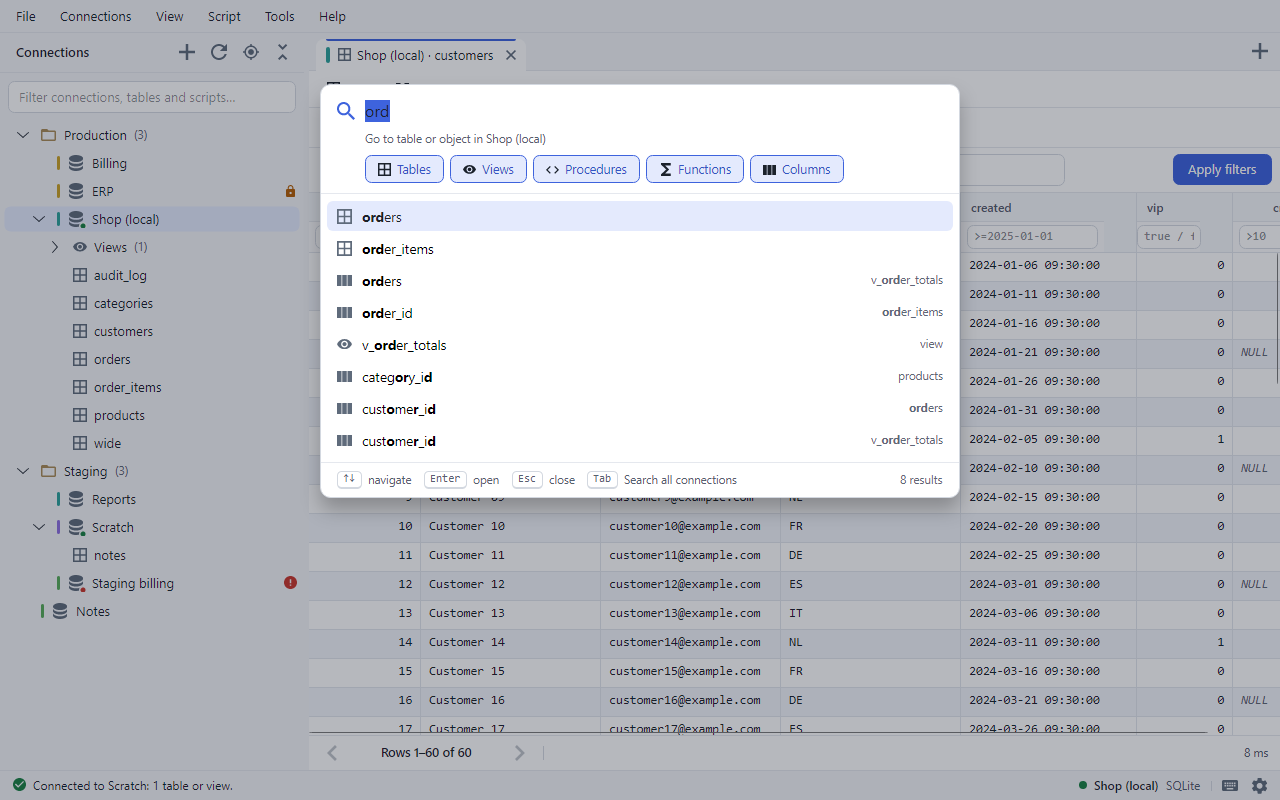 File Connections View Script Tools Help
Connections
Shop (local) · customers
Filter connections, tables and scripts...
Production (3)
Billing
ERP
Shop (local)
Views (1)
audit_log
categories
customers
orders
order_items
products
wide
Staging (3)
Reports
Scratch
notes
Staging billing
Notes
ord
Go to table or object in Shop (local)
Tables Views Procedures Functions Columns
orders
order_items
orders v_order_totals
order_id order_items
v_order_totals view
category_id products
customer_id orders
customer_id v_order_totals
↑↓ navigate Enter open Esc close Tab Search all connections 8 results
Apply filters
created vip
>=2025-01-01 true / >10
2024-01-06 09:30:00 0
2024-01-11 09:30:00 0
2024-01-16 09:30:00 0
2024-01-21 09:30:00 0 NULL
2024-01-26 09:30:00 0
2024-01-31 09:30:00 0
2024-02-05 09:30:00 1
2024-02-10 09:30:00 0 NULL
2024-02-15 09:30:00 0
10 Customer 10 customer10@example.com FR 2024-02-20 09:30:00 0
11 Customer 11 customer11@example.com DE 2024-02-25 09:30:00 0
12 Customer 12 customer12@example.com ES 2024-03-01 09:30:00 0 NULL
13 Customer 13 customer13@example.com IT 2024-03-06 09:30:00 0
14 Customer 14 customer14@example.com NL 2024-03-11 09:30:00 1
15 Customer 15 customer15@example.com FR 2024-03-16 09:30:00 0
16 Customer 16 customer16@example.com DE 2024-03-21 09:30:00 0 NULL
17 Customer 17 customer17@example.com ES 2024-03-26 09:30:00 0
Rows 1–60 of 60 8 ms
Connected to Scratch: 1 table or view. Shop (local) SQLite